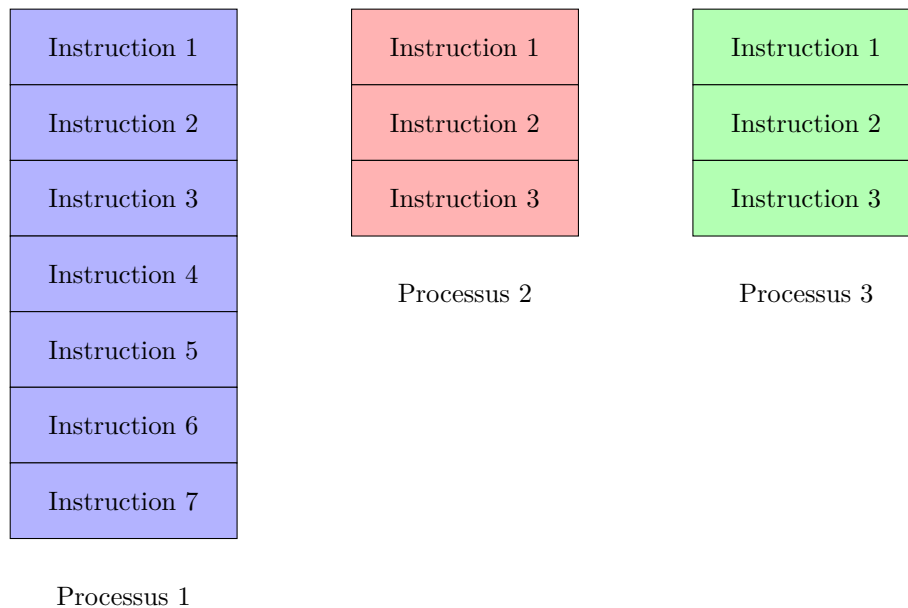 Instruction 1
Instruction 2
Instruction 3
Instruction 4
Instruction 5
Instruction 6
Instruction 7
Processus 1
Instruction 1
Instruction 2
Instruction 3
Processus 2
Instruction 1
Instruction 2
Instruction 3
Processus 3